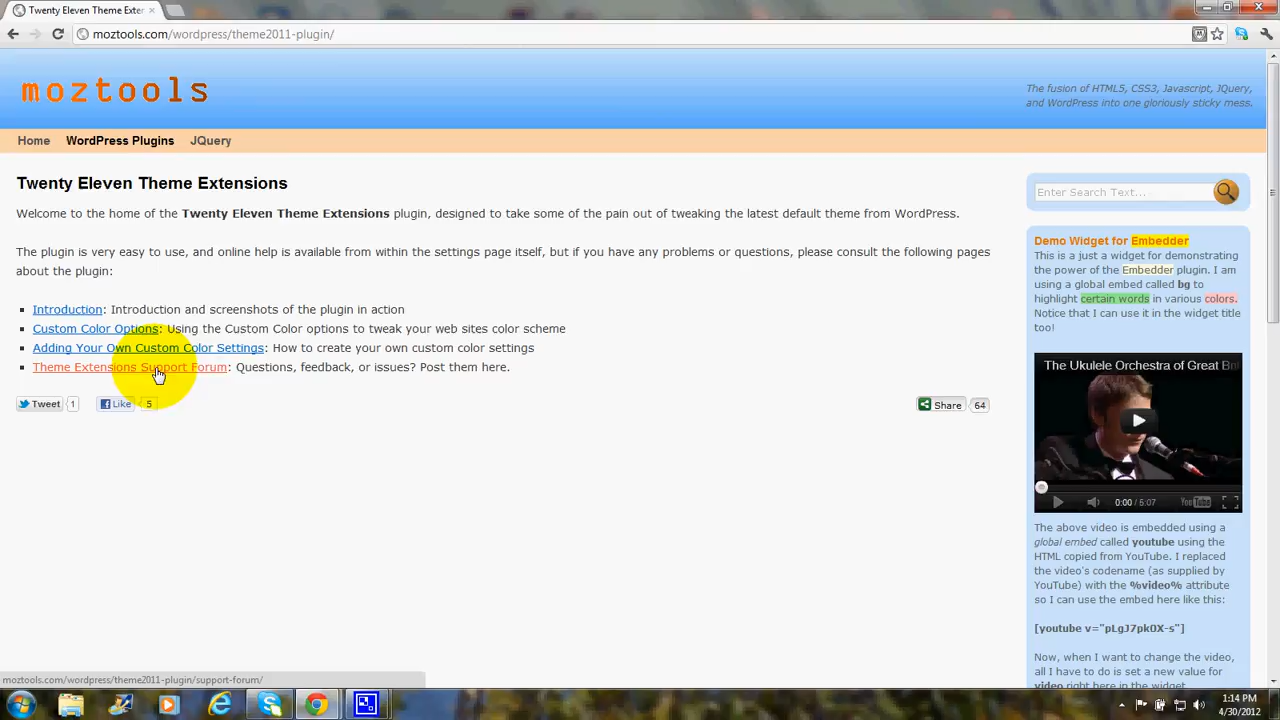 Twenty Eleven Theme Exten
moztools.com/wordpress/theme2011-plugin/
moztools
The fusion of HTML5, CSS3, Javascript, JQuery,
and WordPress into one gloriously sticky mess.
Home WordPress Plugins JQuery
Twenty Eleven Theme Extensions
Welcome to the home of the Twenty Eleven Theme Extensions plugin, designed to take some of the pain out of tweaking the latest default theme from WordPress.
The plugin is very easy to use, and online help is available from within the settings page itself, but if you have any problems or questions, please consult the following pages
about the plugin:
Introduction: Introduction and screenshots of the plugin in action
Custom Color Options: Using the Custom Color options to tweak your web sites color scheme
Adding Your Own Custom Color Settings: How to create your own custom color settings
Theme Extensions Support Forum: Questions, feedback, or issues? Post them here.
Tweet 1 Like 5 Share 64
Enter Search Text...
Demo Widget for Embedder
This is a just a widget for demonstrating
the power of the Embedder plugin. I am
using a global embed called bg to
highlight certain words in various colors.
Notice that I can use it in the widget title
too!
The Ukulele Orchestra of Great Bri
0:00 / 5:07 YouTube
The above video is embedded using a
global embed called youtube using the
HTML copied from YouTube. I replaced
the video's codename (as supplied by
YouTube) with the %video% attribute
so I can use the embed here like this:
[youtube v="pLgJ7pkOX-s"]
Now, when I want to change the video,
all I have to do is set a new value for
video right here in the widget
moztools.com/wordpress/theme2011-plugin/support-forum/
1:14 PM
4/30/2012